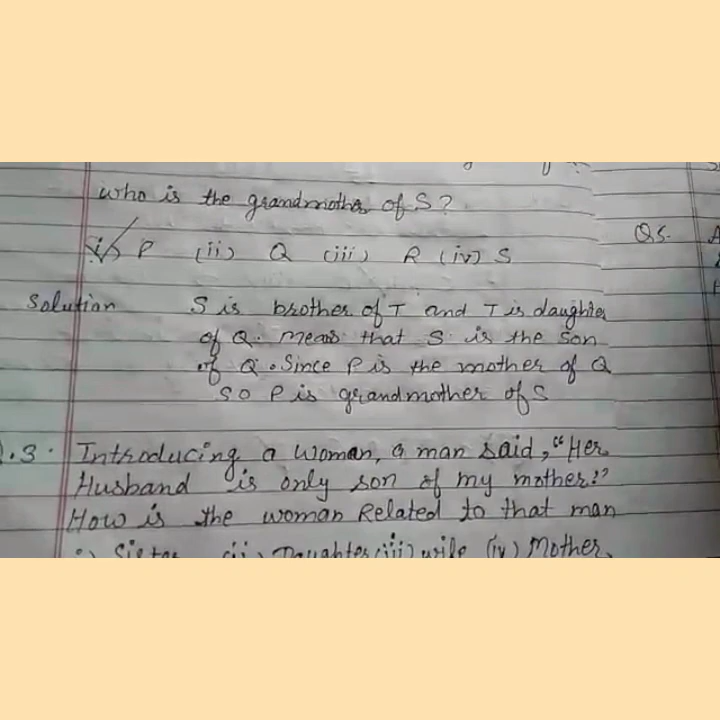 who is the grandmother of S?
(i) P (ii) Q (iii) R (iv) S
Q5.
Solution S is brother of T and T is daughter
of Q. Means that S is the son
of Q. Since P is the mother of Q
so P is grandmother of S
.3. Introducing a woman, a man said, "Her
Husband is only son of my mother."
How is the woman Related to that man
i) Sister (ii) Daughter (iii) wife (iv) Mother.